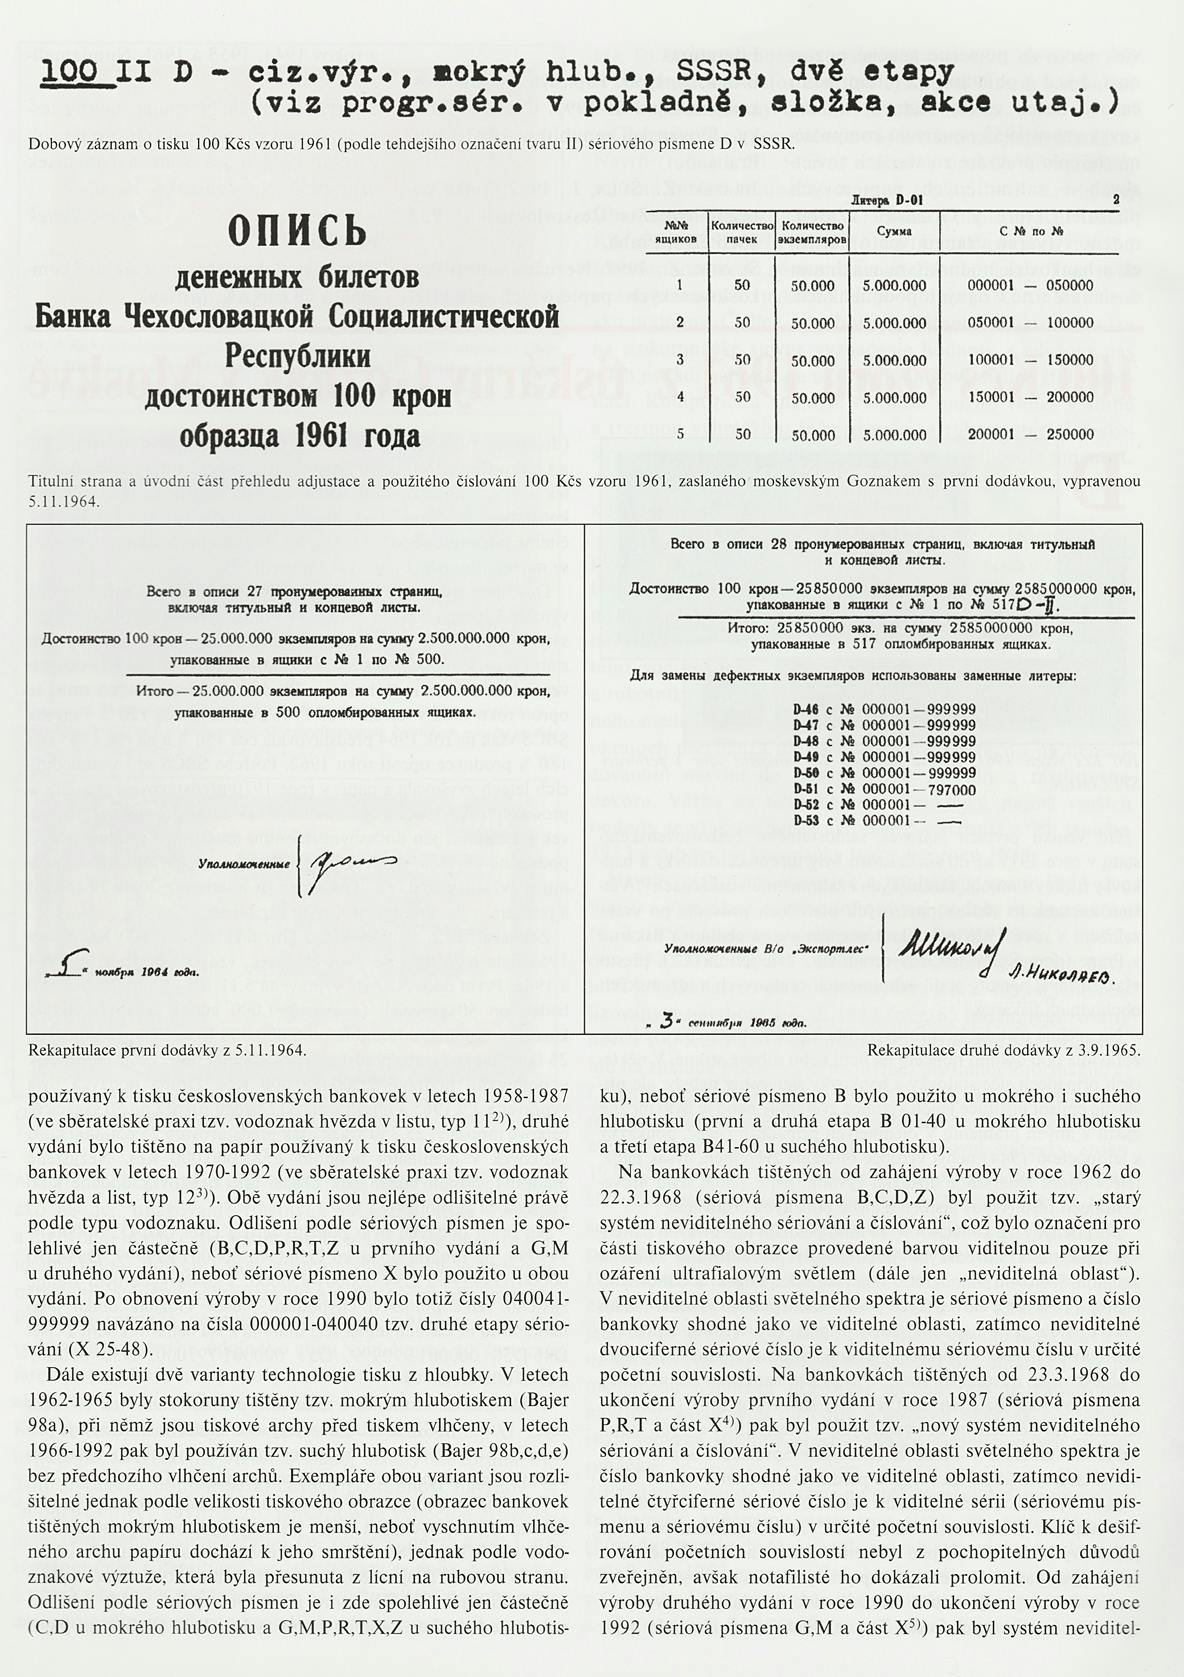 100 II D - ciz.výr., mokrý hlub., SSSR, dvě etapy
(viz progr.sér. v pokladně, složka, akce utaj.)
Dobový záznam o tisku 100 Kčs vzoru 1961 (podle tehdejšího označení tvaru II) sériového písmene D v SSSR.
ОПИСЬ
денежных билетов
Банка Чехословацкой Социалистической
Республики
достоинством 100 крон
образца 1961 года
Литера D-01 2
№№ ящиков Количество пачек Количество экземпляров Сумма С № по №
1 50 50.000 5.000.000 000001 — 050000
2 50 50.000 5.000.000 050001 — 100000
3 50 50.000 5.000.000 100001 — 150000
4 50 50.000 5.000.000 150001 — 200000
5 50 50.000 5.000.000 200001 — 250000
Titulní strana a úvodní část přehledu adjustace a použitého číslování 100 Kčs vzoru 1961, zaslaného moskevským Goznakem s první dodávkou, vypravenou
5.11.1964.
Всего в описи 27 пронумерованных страниц,
включая титульный и концевой листы.
Достоинство 100 крон — 25.000.000 экземпляров на сумму 2.500.000.000 крон,
упакованные в ящики с № 1 по № 500.
Итого — 25.000.000 экземпляров на сумму 2.500.000.000 крон,
упакованные в 500 опломбированных ящиках.
Уполномоченные
„5“ ноября 1964 года.
Всего в описи 28 пронумерованных страниц, включая титульный
и концевой листы.
Достоинство 100 крон — 25850000 экземпляров на сумму 2585000000 крон,
упакованные в ящики с № 1 по № 517D-II.
Итого: 25850000 экз. на сумму 2585000000 крон,
упакованные в 517 опломбированных ящиках.
Для замены дефектных экземпляров использованы заменные литеры:
D-46 с № 000001 — 999999
D-47 с № 000001 — 999999
D-48 с № 000001 — 999999
D-49 с № 000001 — 999999
D-50 с № 000001 — 999999
D-51 с № 000001 — 797000
D-52 с № 000001 — —
D-53 с № 000001 — —
Уполномоченные В/о „Экспортлес“
Л.Николаев.
„3“ сентября 1965 года.
Rekapitulace první dodávky z 5.11.1964.
Rekapitulace druhé dodávky z 3.9.1965.
používaný k tisku československých bankovek v letech 1958-1987
(ve sběratelské praxi tzv. vodoznak hvězda v listu, typ 11²⁾), druhé
vydání bylo tištěno na papír používaný k tisku československých
bankovek v letech 1970-1992 (ve sběratelské praxi tzv. vodoznak
hvězda a list, typ 12³⁾). Obě vydání jsou nejlépe odlišitelné právě
podle typu vodoznaku. Odlišení podle sériových písmen je spo-
lehlivé jen částečně (B,C,D,P,R,T,Z u prvního vydání a G,M
u druhého vydání), neboť sériové písmeno X bylo použito u obou
vydání. Po obnovení výroby v roce 1990 bylo totiž čísly 040041-
999999 navázáno na čísla 000001-040040 tzv. druhé etapy sério-
vání (X 25-48).
Dále existují dvě varianty technologie tisku z hloubky. V letech
1962-1965 byly stokoruny tištěny tzv. mokrým hlubotiskem (Bajer
98a), při němž jsou tiskové archy před tiskem vlhčeny, v letech
1966-1992 pak byl používán tzv. suchý hlubotisk (Bajer 98b,c,d,e)
bez předchozího vlhčení archů. Exempláře obou variant jsou rozli-
šitelné jednak podle velikosti tiskového obrazce (obrazec bankovek
tištěných mokrým hlubotiskem je menší, neboť vyschnutím vlhče-
ného archu papíru dochází k jeho smrštění), jednak podle vodo-
znakové výztuže, která byla přesunuta z lícní na rubovou stranu.
Odlišení podle sériových písmen je i zde spolehlivé jen částečně
(C,D u mokrého hlubotisku a G,M,P,R,T,X,Z u suchého hlubotis-
ku), neboť sériové písmeno B bylo použito u mokrého i suchého
hlubotisku (první a druhá etapa B 01-40 u mokrého hlubotisku
a třetí etapa B41-60 u suchého hlubotisku).
Na bankovkách tištěných od zahájení výroby v roce 1962 do
22.3.1968 (sériová písmena B,C,D,Z) byl použit tzv. „starý
systém neviditelného sériování a číslování“, což bylo označení pro
části tiskového obrazce provedené barvou viditelnou pouze při
ozáření ultrafialovým světlem (dále jen „neviditelná oblast“).
V neviditelné oblasti světelného spektra je sériové písmeno a číslo
bankovky shodné jako ve viditelné oblasti, zatímco neviditelné
dvouciferné sériové číslo je k viditelnému sériovému číslu v určité
početní souvislosti. Na bankovkách tištěných od 23.3.1968 do
ukončení výroby prvního vydání v roce 1987 (sériová písmena
P,R,T a část X⁴⁾) pak byl použit tzv. „nový systém neviditelného
sériování a číslování“. V neviditelné oblasti světelného spektra je
číslo bankovky shodné jako ve viditelné oblasti, zatímco nevidi-
telné čtyřciferné sériové číslo je k viditelné sérii (sériovému pís-
menu a sériovému číslu) v určité početní souvislosti. Klíč k dešif-
rování početních souvislostí nebyl z pochopitelných důvodů
zveřejněn, avšak notafilisté ho dokázali prolomit. Od zahájení
výroby druhého vydání v roce 1990 do ukončení výroby v roce
1992 (sériová písmena G,M a část X⁵⁾) pak byl systém neviditel-